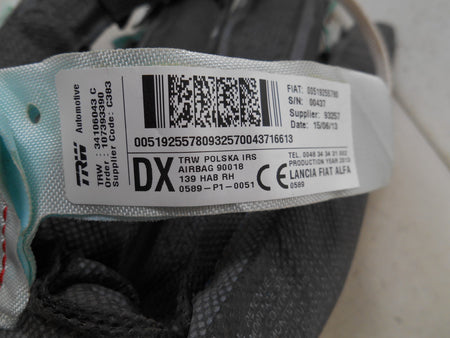 TRW Automotive
TRW : 34106043 C
Order : 107393390
Supplier Code: C383
FIAT: 00519255780
S/N: 00437
Supplier: 93257
Date: 15/06/13
00519255780932570043716613
DX
TRW POLSKA IRS
AIRBAG 90018
139 HAB RH
0589-P1-0051
CE
TEL. 0048 34 34 31 002
PRODUCTION YEAR 2013
LANCIA FIAT ALFA
0589